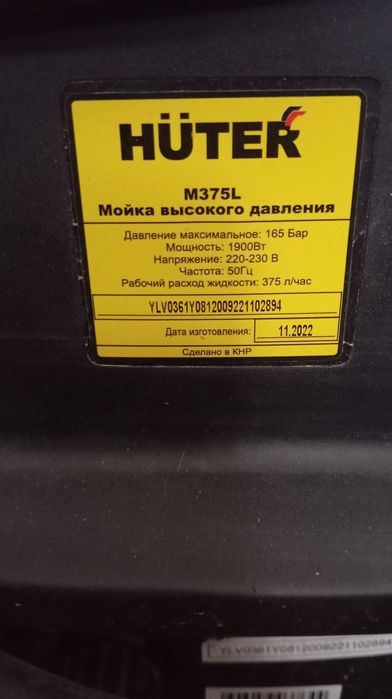 HÜTER
M375L
Мойка высокого давления
Давление максимальное: 165 Бар
Мощность: 1900Вт
Напряжение: 220-230 В
Частота: 50Гц
Рабочий расход жидкости: 375 л/час
YLV0361Y0812009221102894
Дата изготовления: 11.2022
Сделано в КНР
YLV0361Y0812009221102894